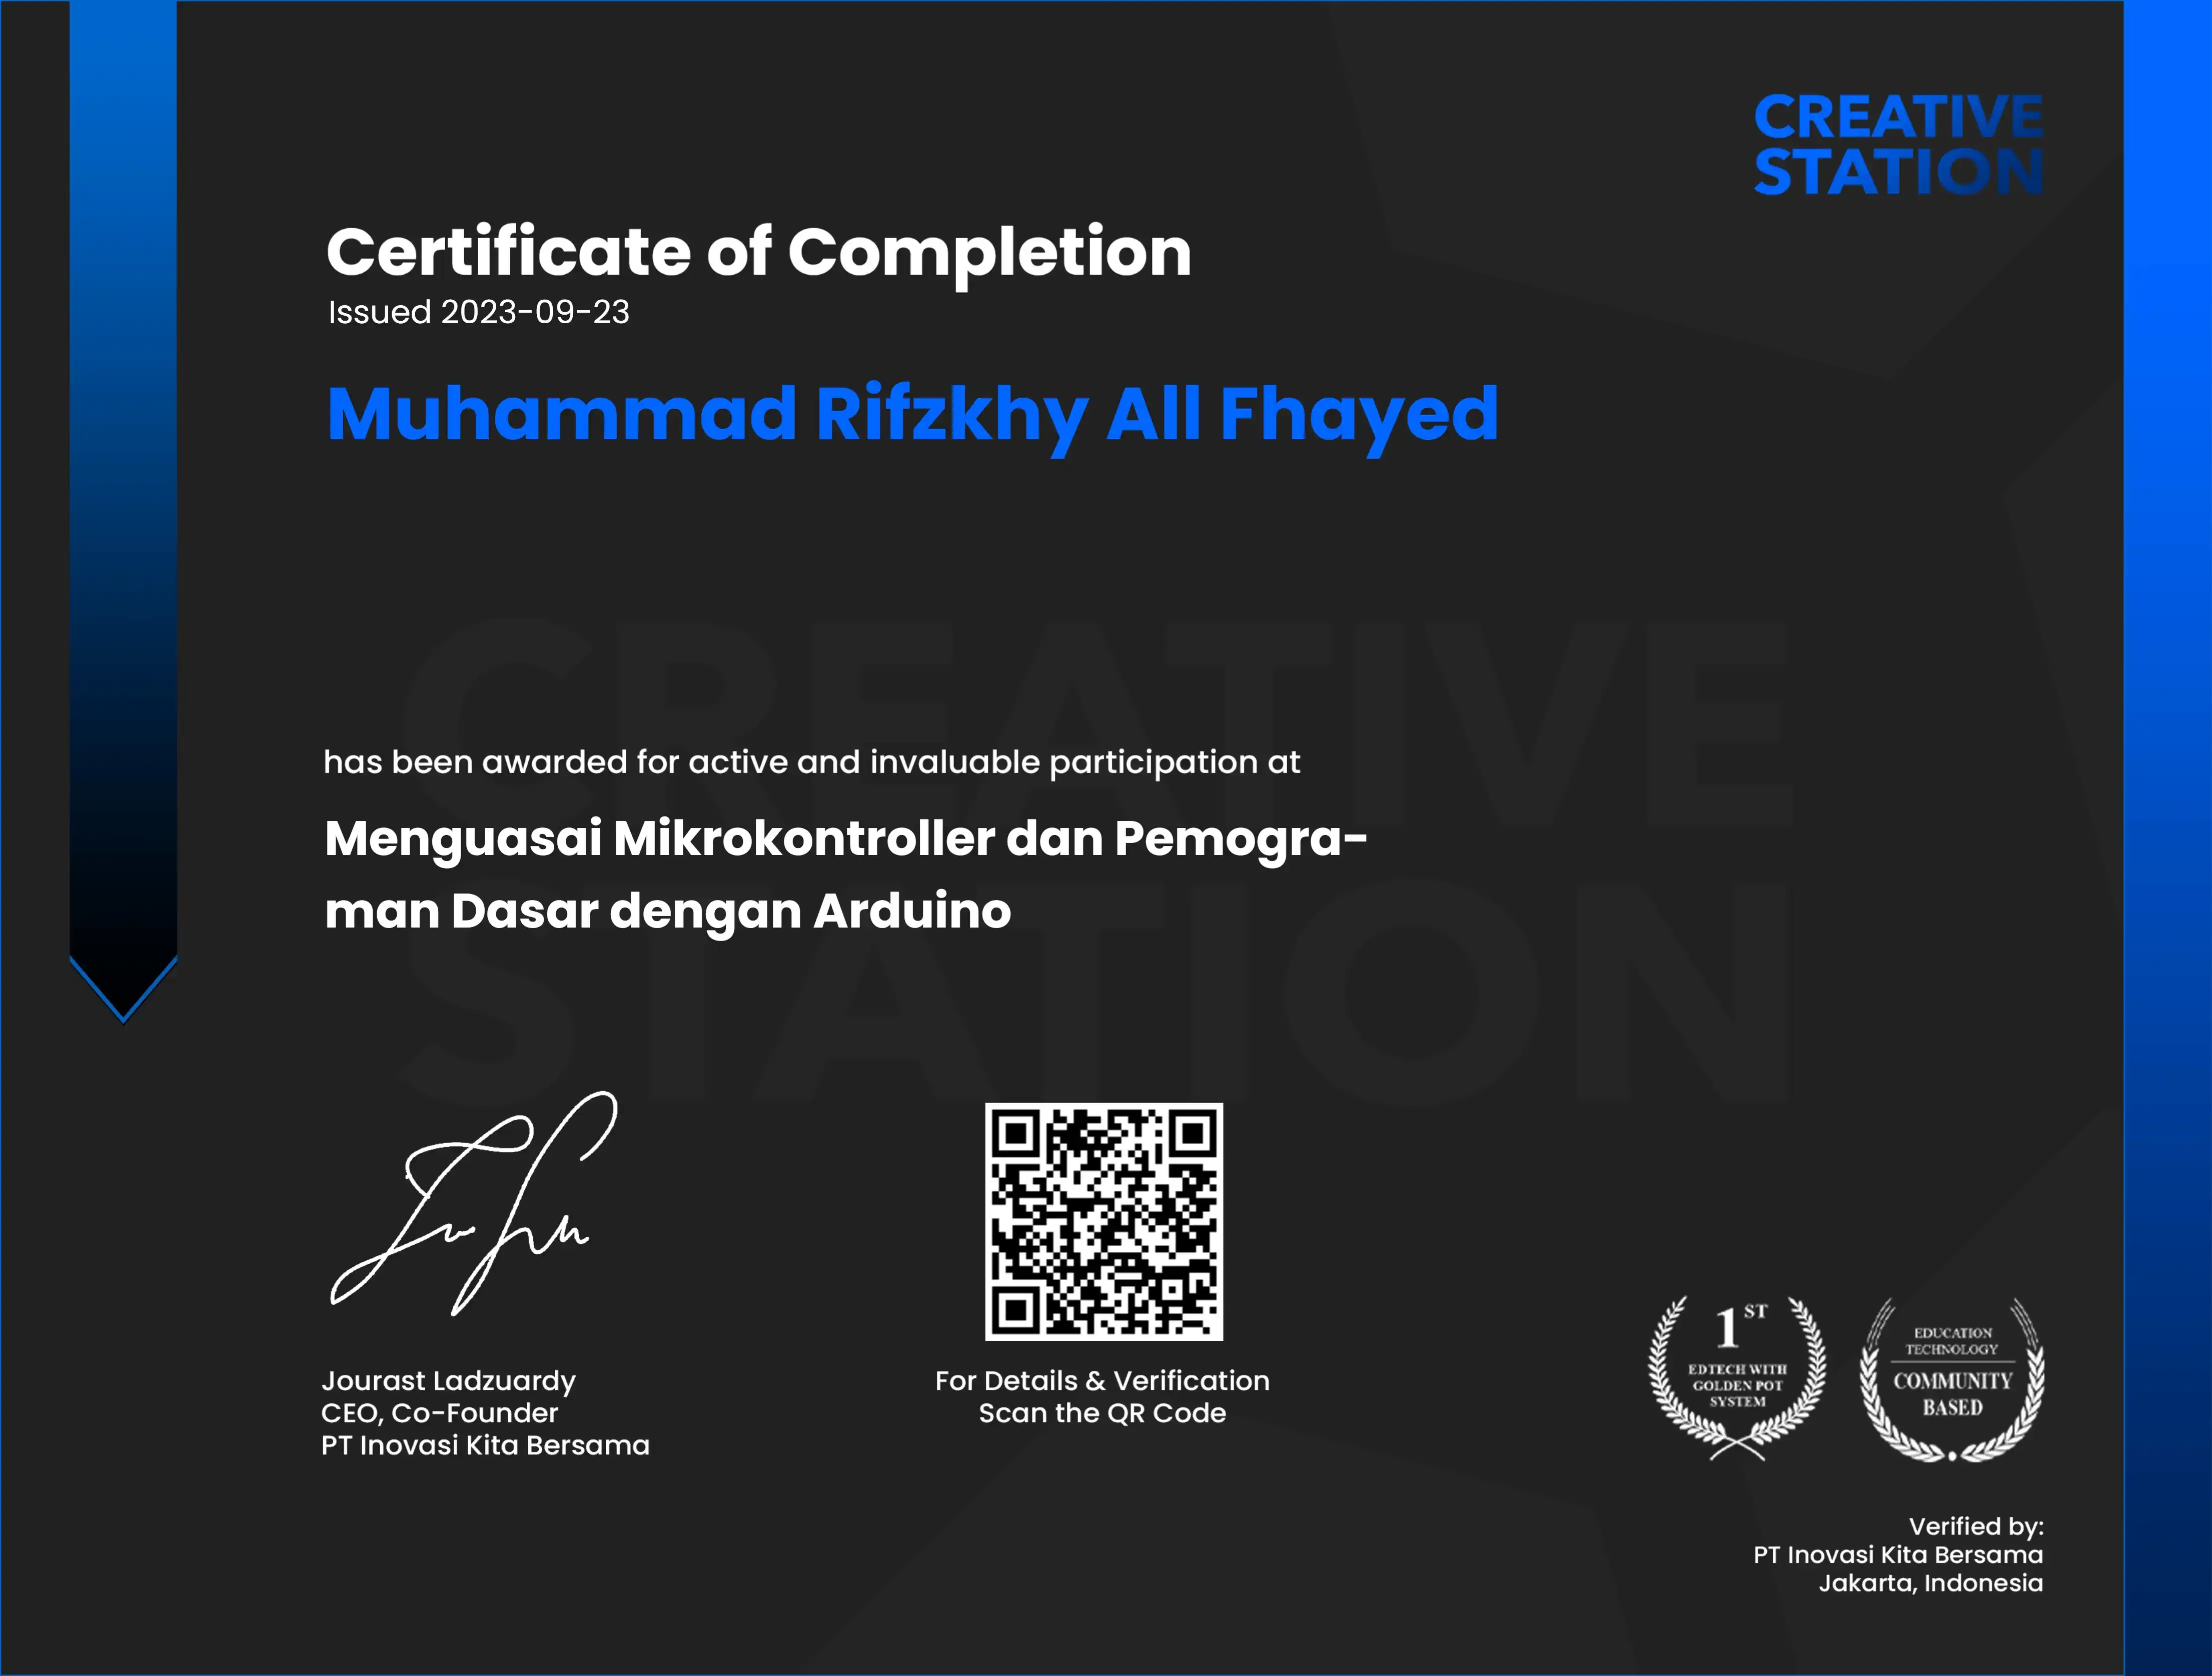 CREATIVE
STATION
Certificate of Completion
Issued 2023-09-23
Muhammad Rifzkhy All Fhayed
CREATIVE
STATION
has been awarded for active and invaluable participation at
Menguasai Mikrokontroller dan Pemogra-
man Dasar dengan Arduino
Jourast Ladzuardy
CEO, Co-Founder
PT Inovasi Kita Bersama
For Details & Verification
Scan the QR Code
1ST
EDTECH WITH
GOLDEN POT
SYSTEM
EDUCATION
TECHNOLOGY
COMMUNITY
BASED
Verified by:
PT Inovasi Kita Bersama
Jakarta, Indonesia